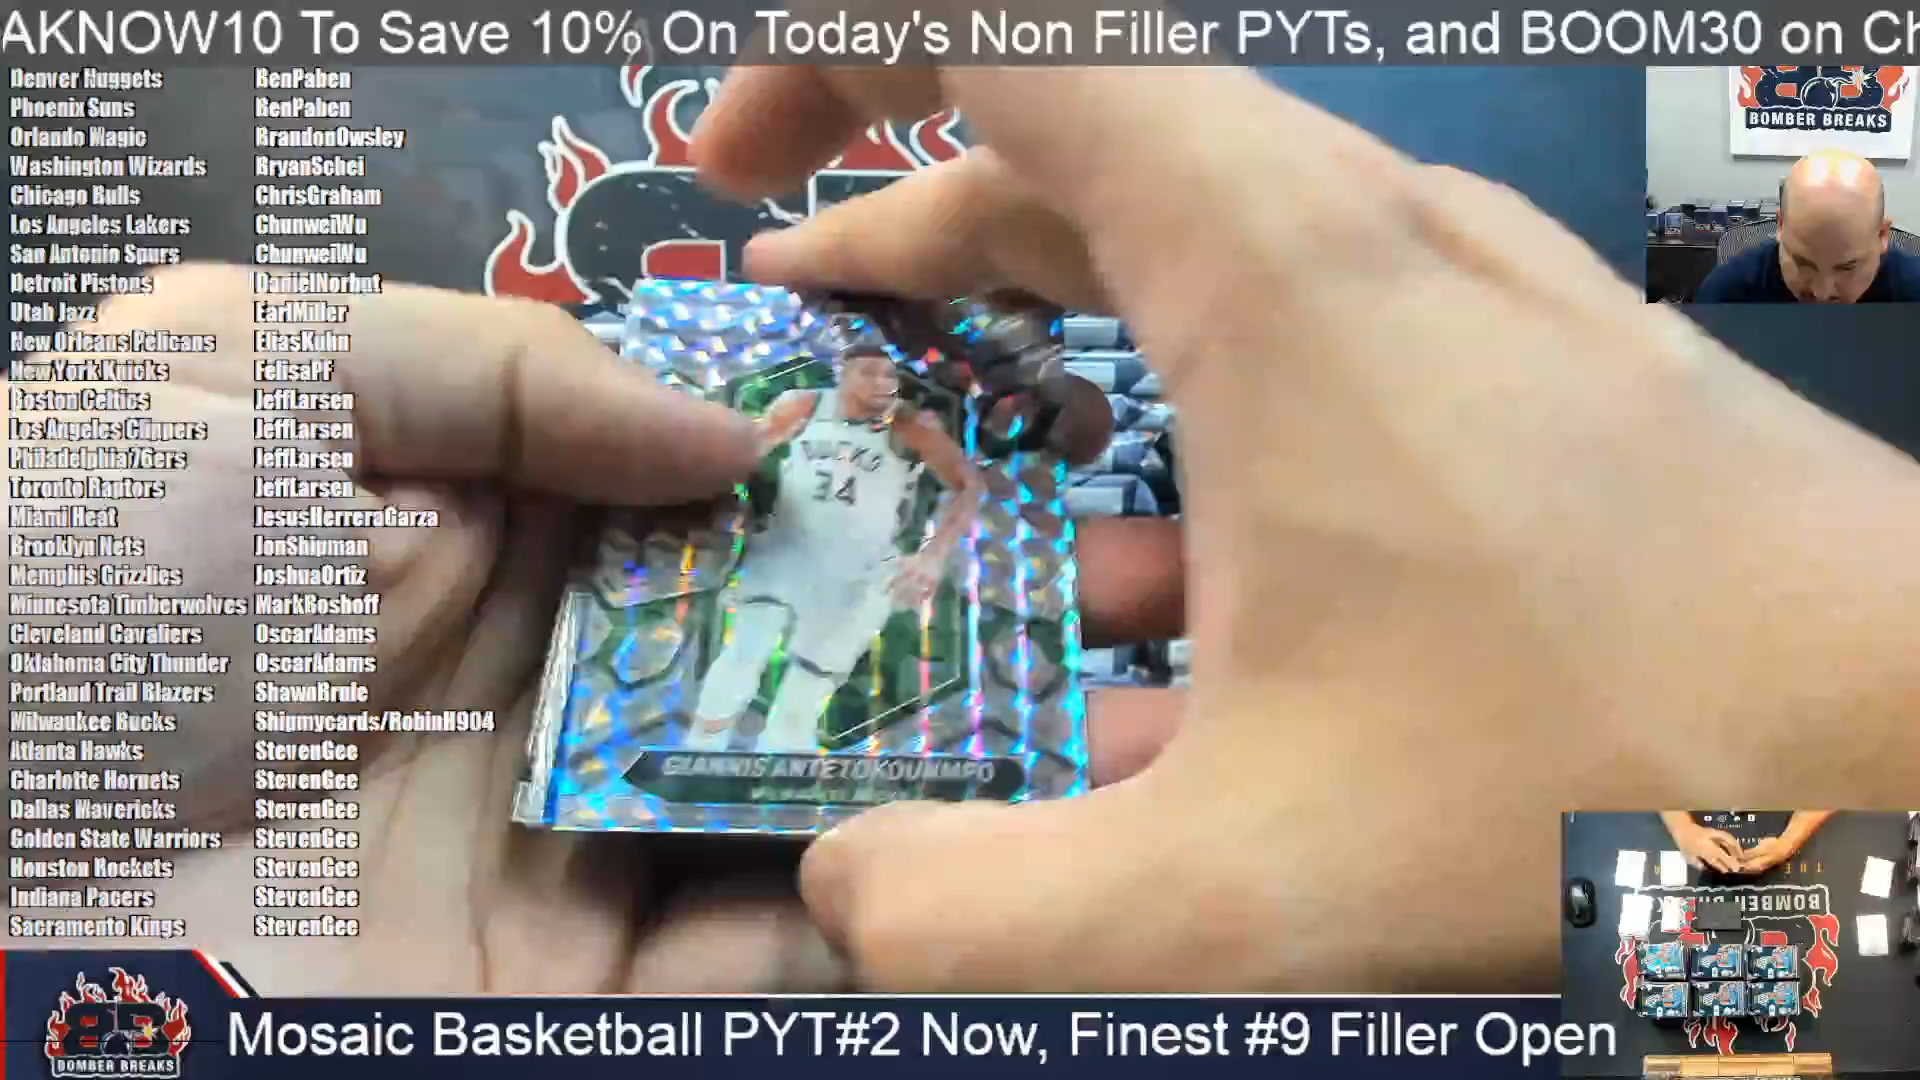 AKNOW10 To Save 10% On Today's Non Filler PYTs, and BOOM30 on Ch
Denver Nuggets BenPaben
Phoenix Suns BenPaben
Orlando Magic BrandonOwsley
Washington Wizards BryanSchei
Chicago Bulls ChrisGraham
Los Angeles Lakers ChunweiWu
San Antonio Spurs ChunweiWu
Detroit Pistons DanielNorbut
Utah Jazz EarlMiller
New Orleans Pelicans EliasKuhn
New York Knicks FelisaPF
Boston Celtics JeffLarsen
Los Angeles Clippers JeffLarsen
Philadelphia 76ers JeffLarsen
Toronto Raptors JeffLarsen
Miami Heat JesusHerreraGarza
Brooklyn Nets JonShipman
Memphis Grizzlies JoshuaOrtiz
Minnesota Timberwolves MarkRoshoff
Cleveland Cavaliers OscarAdams
Oklahoma City Thunder OscarAdams
Portland Trail Blazers ShawnBrule
Milwaukee Bucks Shipmycards/RobinH904
Atlanta Hawks StevenGee
Charlotte Hornets StevenGee
Dallas Mavericks StevenGee
Golden State Warriors StevenGee
Houston Rockets StevenGee
Indiana Pacers StevenGee
Sacramento Kings StevenGee
BOMBER BREAKS
BUCKS
34
GIANNIS ANTETOKOUNMPO
BOMBER
BOMBER BREAKS
Mosaic Basketball PYT#2 Now, Finest #9 Filler Open